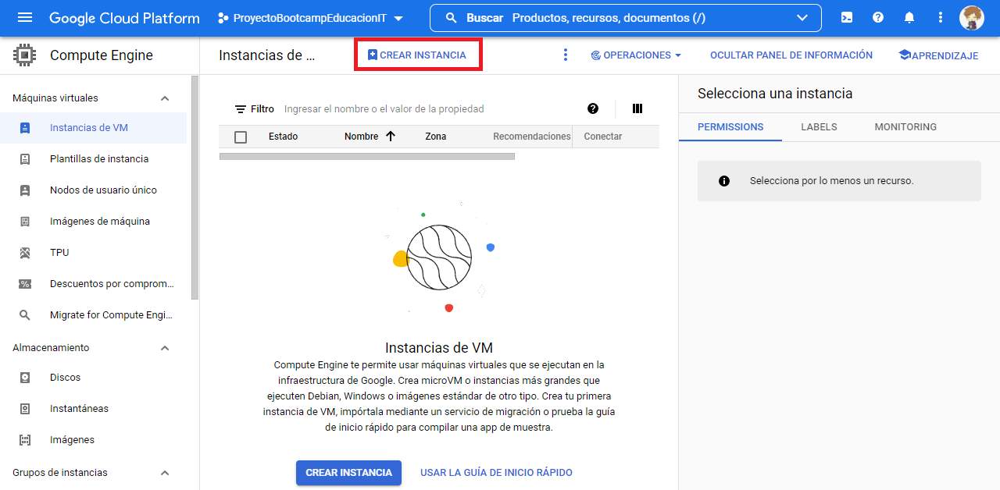 Google Cloud Platform
ProyectoBootcampEducacionIT
Buscar Productos, recursos, documentos (/)
Compute Engine
Instancias de ...
CREAR INSTANCIA
OPERACIONES
OCULTAR PANEL DE INFORMACIÓN
APRENDIZAJE
Máquinas virtuales
Instancias de VM
Plantillas de instancia
Nodos de usuario único
Imágenes de máquina
TPU
Descuentos por comprom...
Migrate for Compute Engi...
Almacenamiento
Discos
Instantáneas
Imágenes
Grupos de instancias
Filtro Ingresar el nombre o el valor de la propiedad
Estado Nombre Zona Recomendaciones Conectar
Instancias de VM
Compute Engine te permite usar máquinas virtuales que se ejecutan en la
infraestructura de Google. Crea microVM o instancias más grandes que
ejecuten Debian, Windows o imágenes estándar de otro tipo. Crea tu primera
instancia de VM, impórtala mediante un servicio de migración o prueba la guía
de inicio rápido para compilar una app de muestra.
CREAR INSTANCIA
USAR LA GUÍA DE INICIO RÁPIDO
Selecciona una instancia
PERMISSIONS LABELS MONITORING
Selecciona por lo menos un recurso.